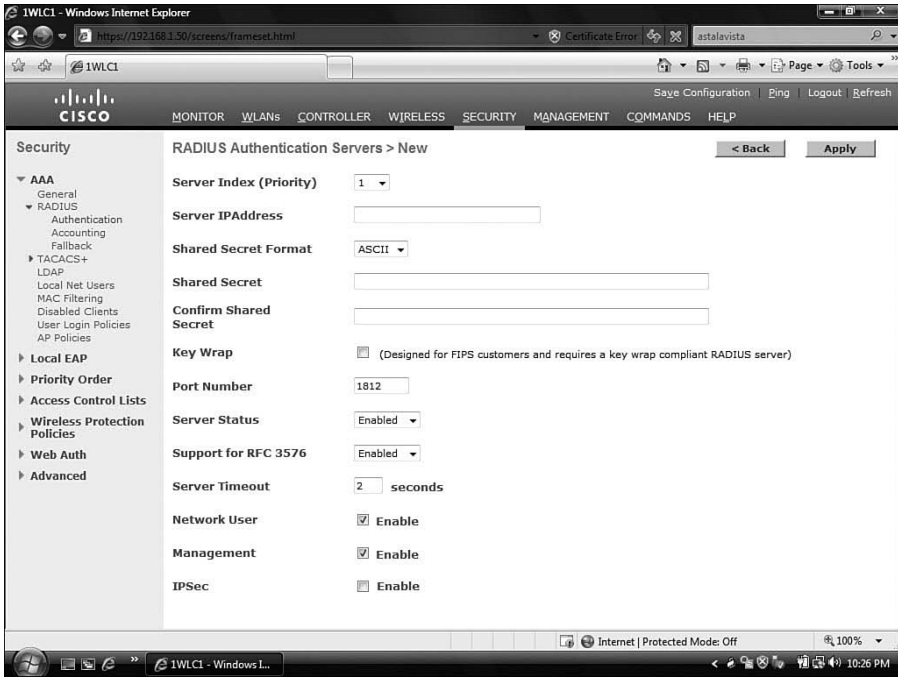 1WLC1 - Windows Internet Explorer
https://192.168.1.50/screens/frameset.html
Certificate Error
astalavista
1WLC1
Page
Tools
Save Configuration | Ping | Logout | Refresh
CISCO
MONITOR WLANs CONTROLLER WIRELESS SECURITY MANAGEMENT COMMANDS HELP
Security
AAA
General
RADIUS
Authentication
Accounting
Fallback
TACACS+
LDAP
Local Net Users
MAC Filtering
Disabled Clients
User Login Policies
AP Policies
Local EAP
Priority Order
Access Control Lists
Wireless Protection
Policies
Web Auth
Advanced
RADIUS Authentication Servers > New
< Back
Apply
Server Index (Priority) 1
Server IPAddress
Shared Secret Format ASCII
Shared Secret
Confirm Shared
Secret
Key Wrap (Designed for FIPS customers and requires a key wrap compliant RADIUS server)
Port Number 1812
Server Status Enabled
Support for RFC 3576 Enabled
Server Timeout 2 seconds
Network User Enable
Management Enable
IPSec Enable
Internet | Protected Mode: Off
100%
1WLC1 - Windows I...
10:26 PM